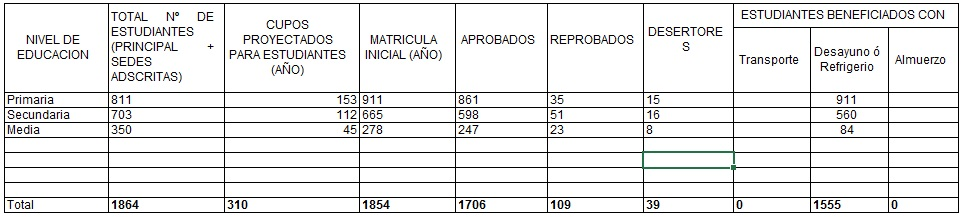 NIVEL DE EDUCACION
TOTAL N° DE ESTUDIANTES (PRINCIPAL + SEDES ADSCRITAS)
CUPOS PROYECTADOS PARA ESTUDIANTES (AÑO)
MATRICULA INICIAL (AÑO)
APROBADOS
REPROBADOS
DESERTORES
ESTUDIANTES BENEFICIADOS CON
Transporte
Desayuno ó Refrigerio
Almuerzo
Primaria 811 153 911 861 35 15 911
Secundaria 703 112 665 598 51 16 560
Media 350 45 278 247 23 8 84
Total 1864 310 1854 1706 109 39 0 1555 0